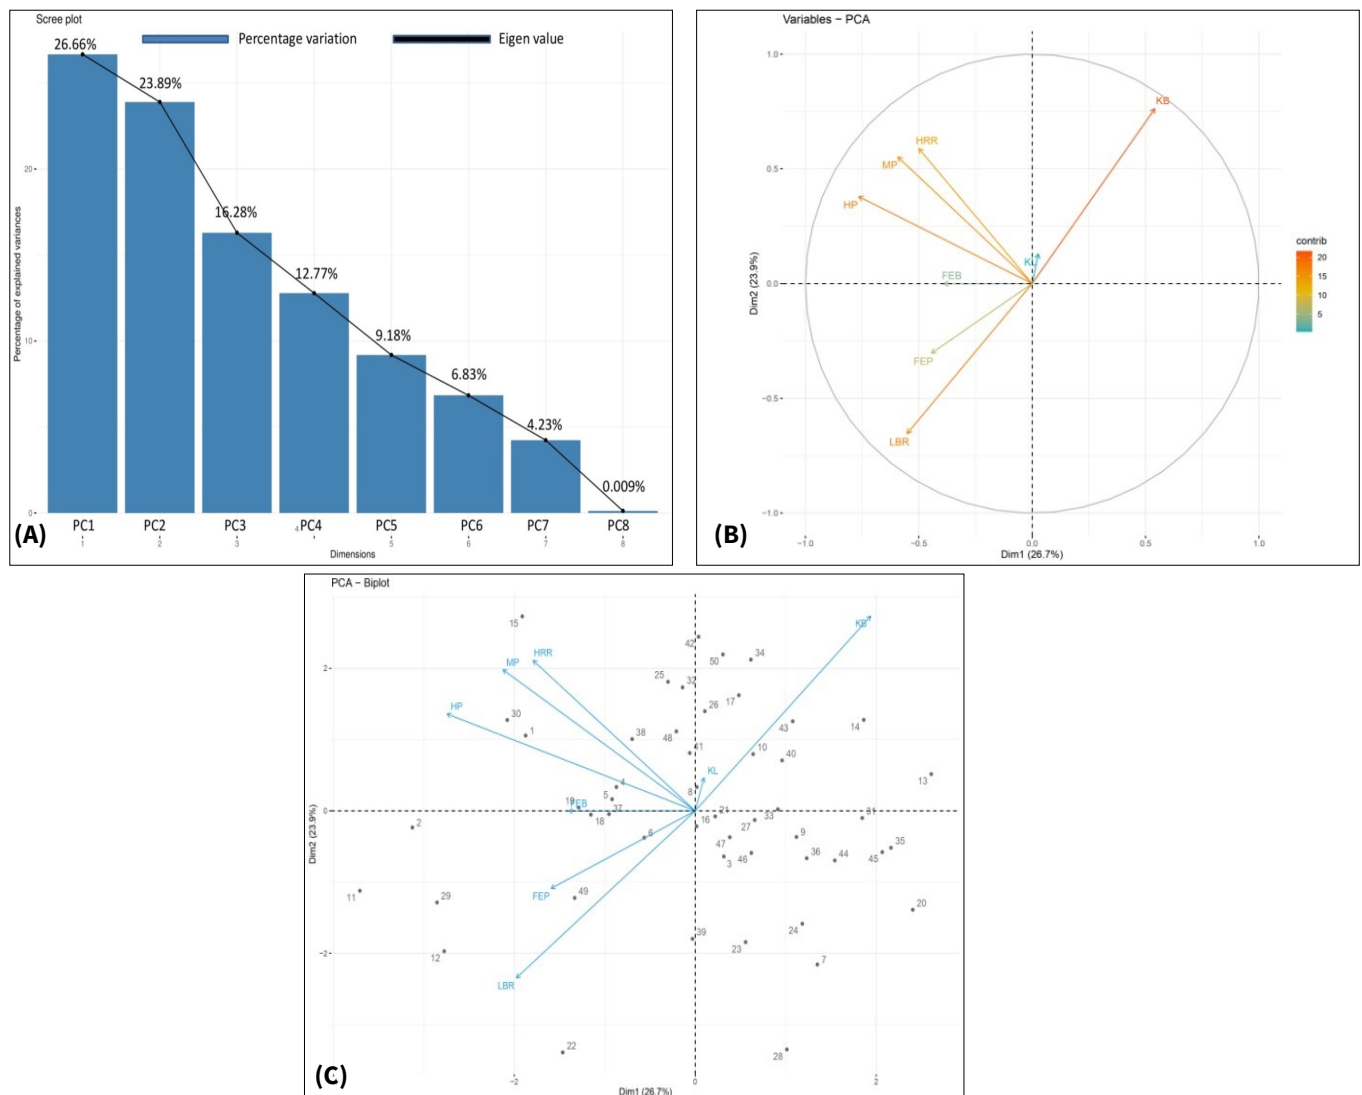 Scree plot
Percentage variation
Eigen value
26.66%
23.89%
16.28%
12.77%
9.18%
6.83%
4.23%
0.009%
Percentage of explained variances
20
10
0
PC1 PC2 PC3 PC4 PC5 PC6 PC7 PC8
1 2 3 4 5 6 7 8
Dimensions
(A)
Variables − PCA
1.0
0.5
0.0
−0.5
−1.0
Dim2 (23.9%)
KB
HRR
MP
HP
KL
FEB
FEP
LBR
−1.0 −0.5 0.0 0.5 1.0
Dim1 (26.7%)
contrib
20
15
10
5
(B)
PCA − Biplot
15
42
KB
HRR
MP
50
34
25
32
17
HP
30
26
1
38
48
43
14
41
10
40
KL
13
4
8
5
19
FEB
37
18
16
21
27
33
31
2
6
47
9
3
46
36
44
45
35
11
29
FEP
49
20
39
24
23
12
7
LBR
22
28
2
0
−2
Dim2 (23.9%)
−2 0 2
Dim1 (26.7%)
(C)